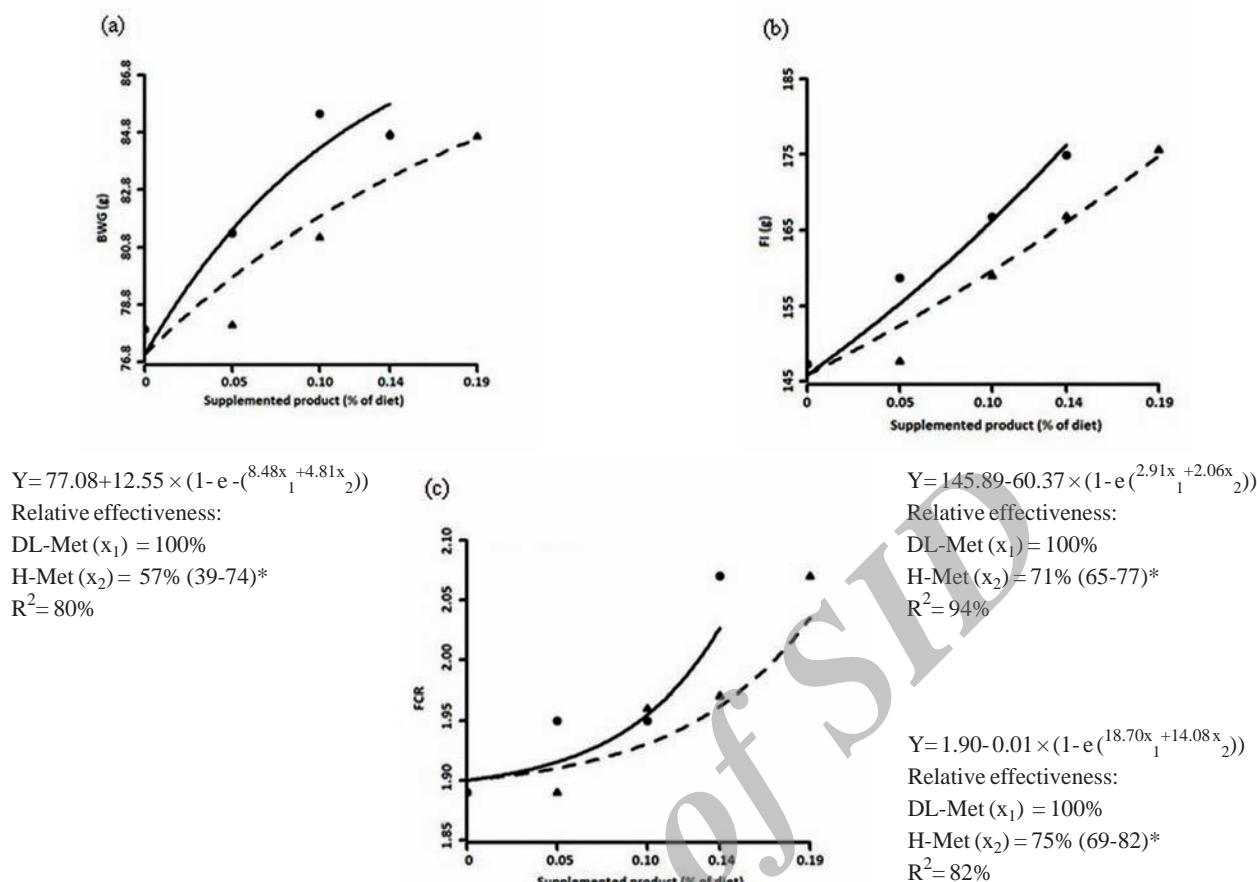 (a)
86.8
84.8
82.8
80.8
78.8
76.8
BWG (g)
0 0.05 0.10 0.14 0.19
Supplemented product (% of diet)
(b)
185
175
165
155
145
FI (g)
0 0.05 0.10 0.14 0.19
Supplemented product (% of diet)
Y= 77.08+12.55 × (1- e -(8.48x1+4.81x2))
Relative effectiveness:
DL-Met (x1) = 100%
H-Met (x2) = 57% (39-74)*
R2= 80%
(c)
2.10
2.05
2.00
1.95
1.90
1.85
FCR
0 0.05 0.10 0.14 0.19
Supplemented product (% of diet)
Y= 145.89-60.37 × (1- e (2.91x1+2.06x2))
Relative effectiveness:
DL-Met (x1) = 100%
H-Met (x2) = 71% (65-77)*
R2= 94%
Y= 1.90- 0.01 × (1- e (18.70x1+14.08x2))
Relative effectiveness:
DL-Met (x1) = 100%
H-Met (x2) = 75% (69-82)*
R2= 82%
of SID